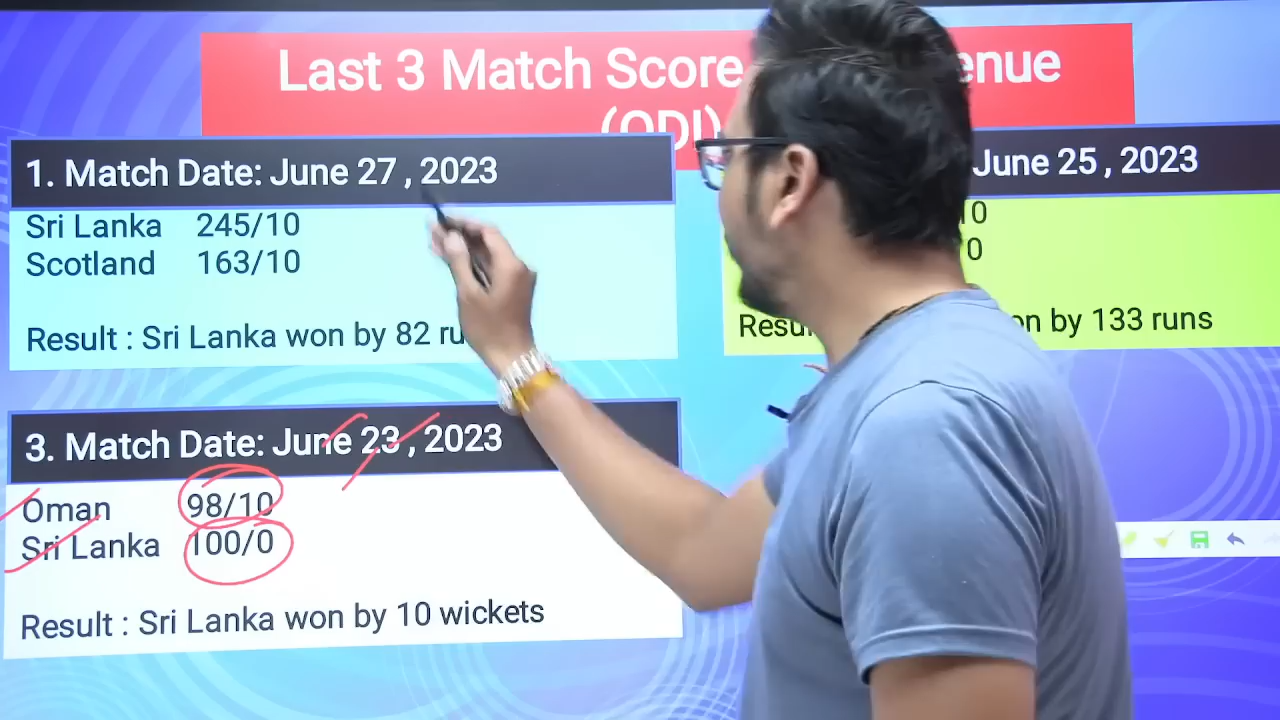 Last 3 Match Score enue
(ODI)
1. Match Date: June 27 , 2023
Sri Lanka 245/10
Scotland 163/10
Result : Sri Lanka won by 82 ru
June 25 , 2023
10
0
Resu on by 133 runs
3. Match Date: June 23 , 2023
Oman 98/10
Sri Lanka 100/0
Result : Sri Lanka won by 10 wickets